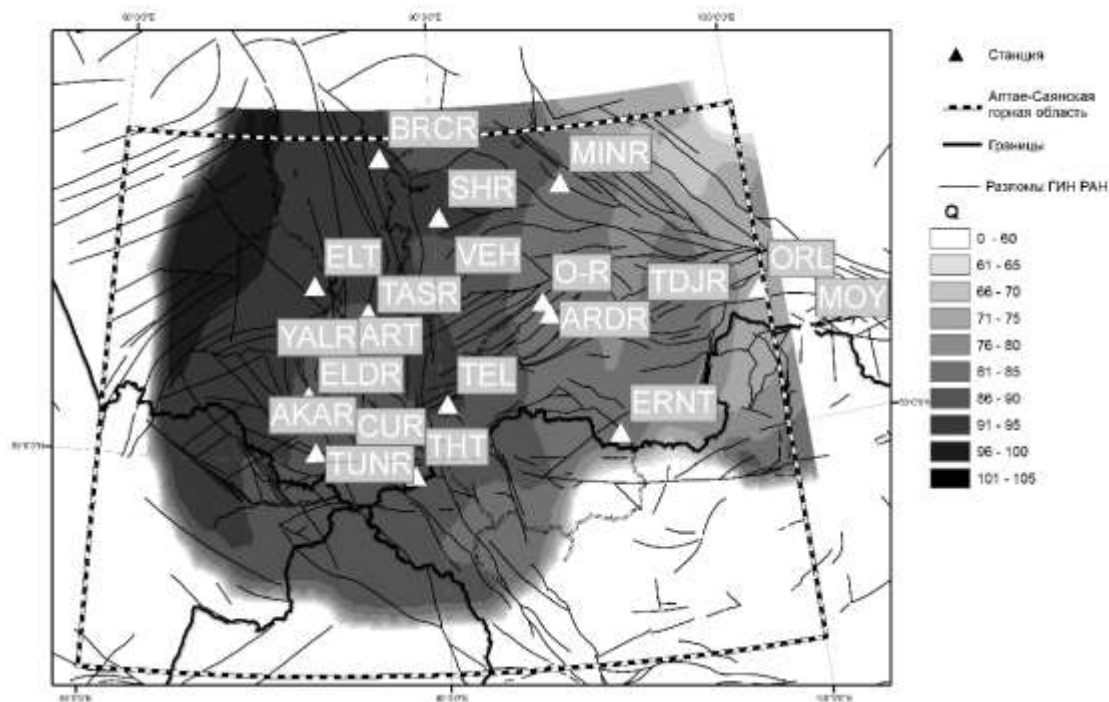 BRCR
MINR
SHR
ELT
VEH
O-R
TDJR
ORL
TASR
MOY
YALR
ART
ARDR
ELDR
TEL
AKAR
CUR
ERNT
TUNR
THT
Станция
Алтае-Саянская
горная область
Границы
Разломы ГИН РАН
Q
0 - 60
61 - 65
66 - 70
71 - 75
76 - 80
81 - 85
86 - 90
91 - 95
96 - 100
101 - 105